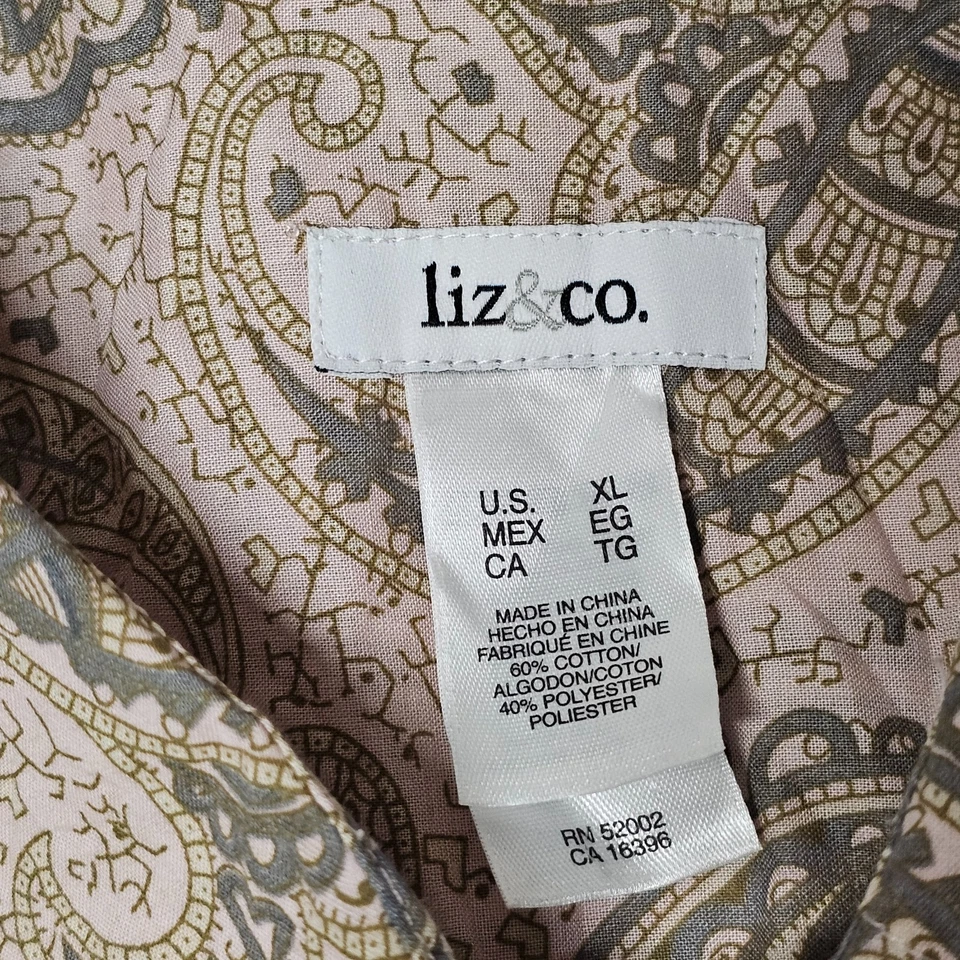 liz&co.
U.S. XL
MEX EG
CA TG
MADE IN CHINA
HECHO EN CHINA
FABRIQUÉ EN CHINE
60% COTTON/
ALGODON/COTON
40% POLYESTER/
POLIESTER
RN 52002
CA 16396